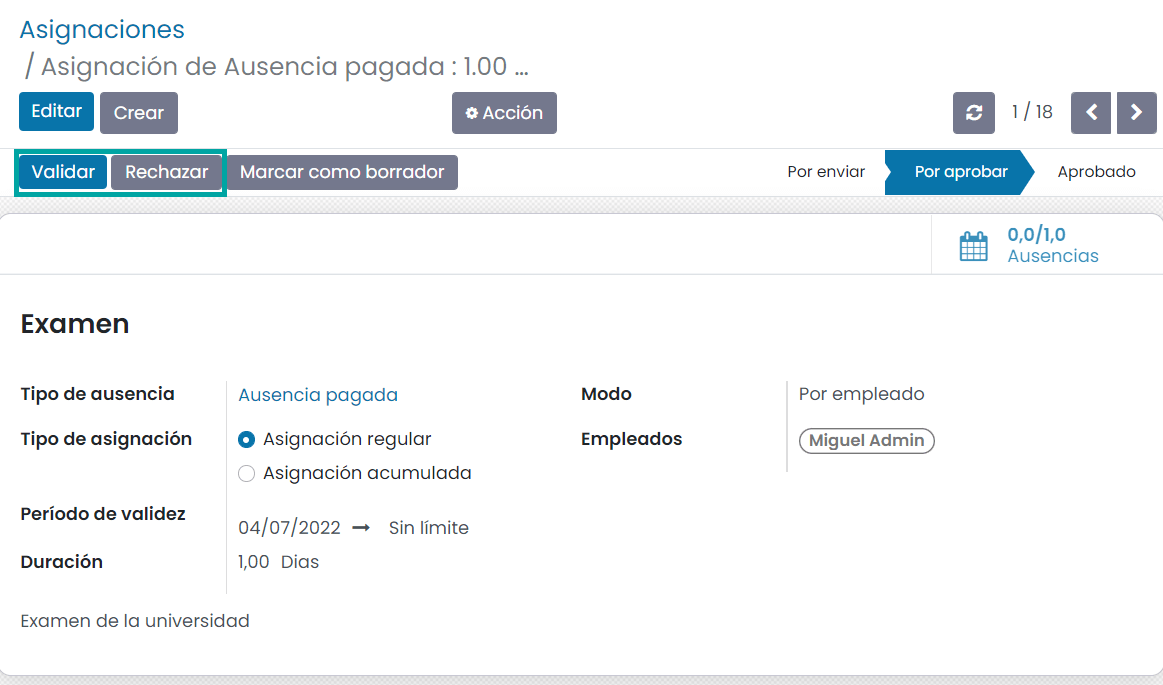 Asignaciones
/ Asignación de Ausencia pagada : 1.00 ...
Editar Crear Acción 1 / 18
Validar Rechazar Marcar como borrador Por enviar Por aprobar Aprobado
0,0/1,0
Ausencias
Examen
Tipo de ausencia Ausencia pagada Modo Por empleado
Tipo de asignación Asignación regular Empleados Miguel Admin
Asignación acumulada
Período de validez 04/07/2022 → Sin límite
Duración 1,00 Dias
Examen de la universidad